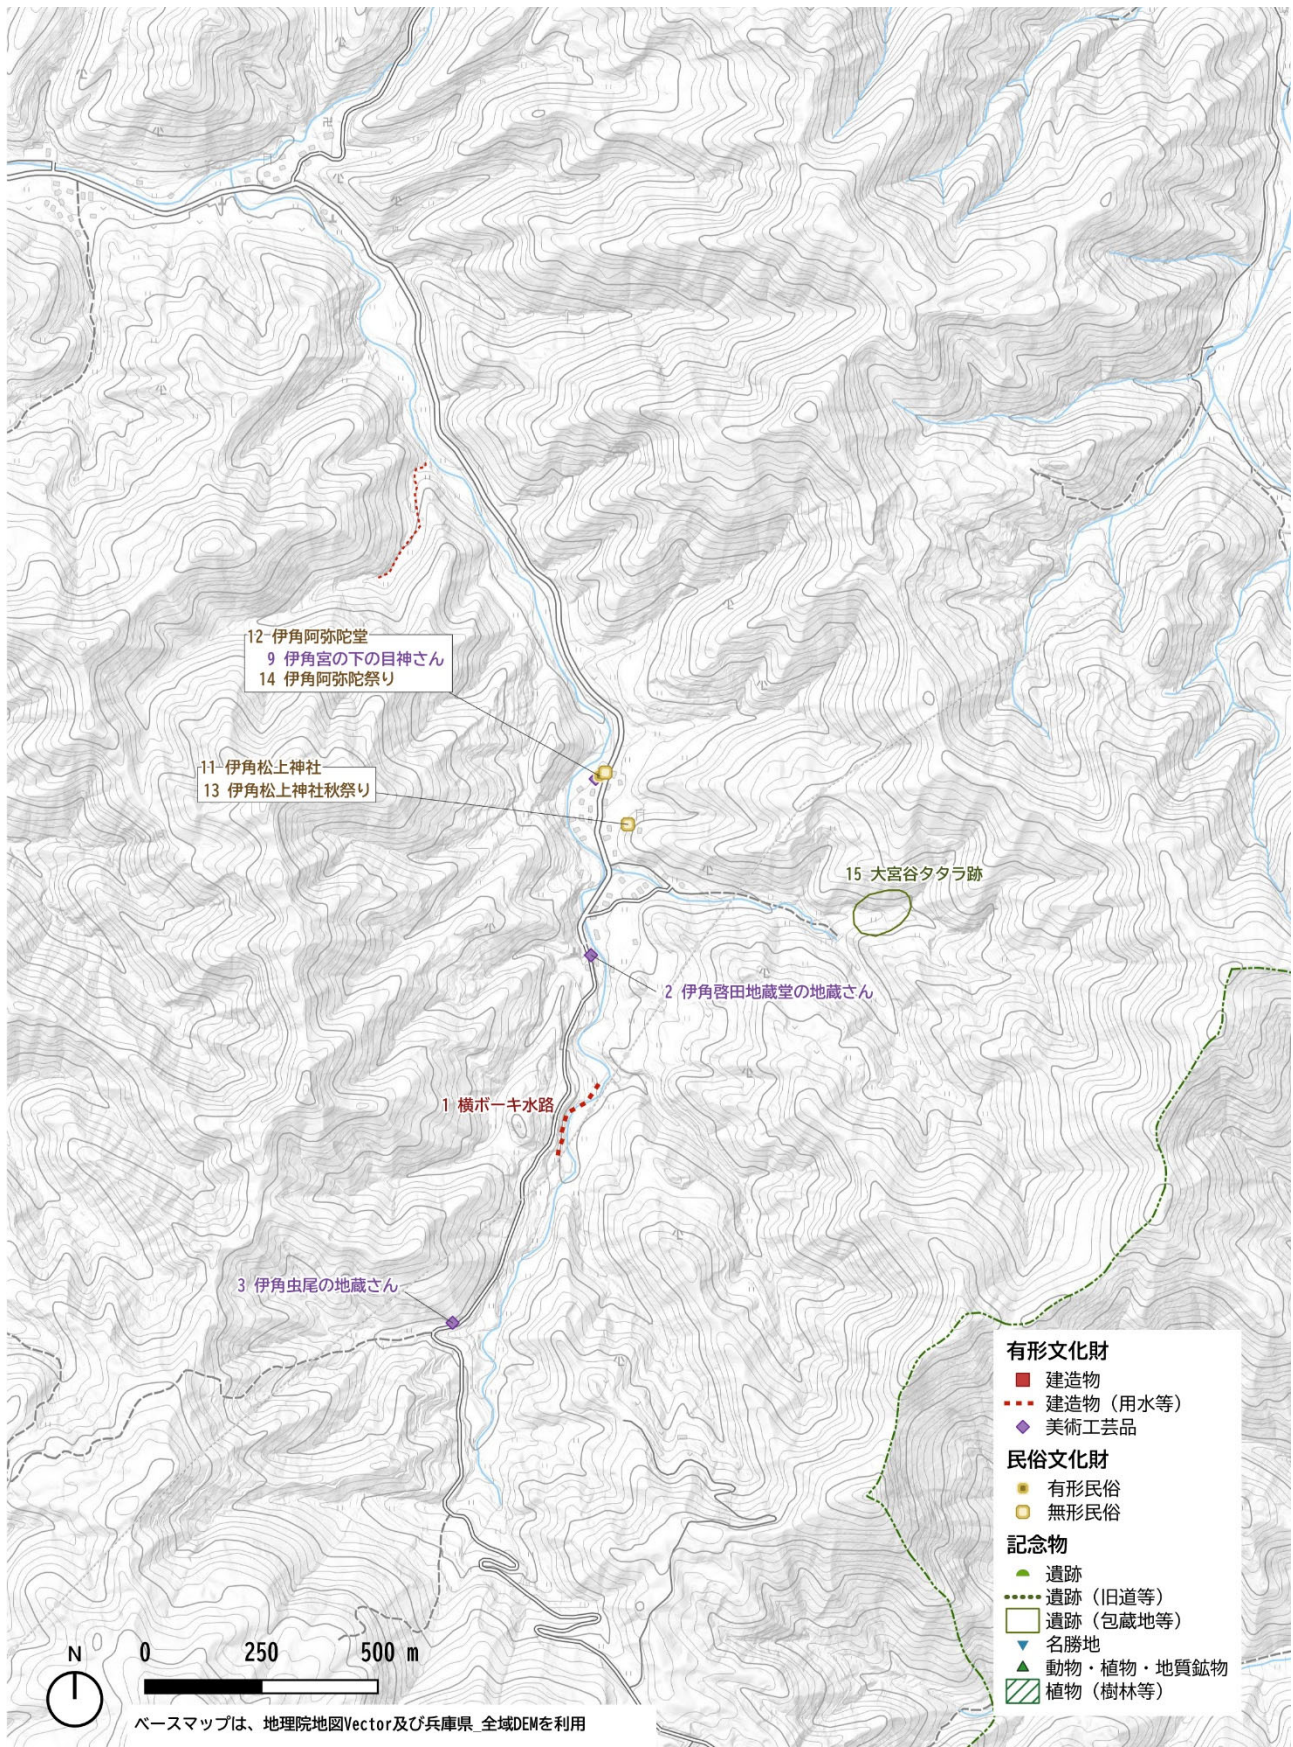 12 伊角阿弥陀堂
9 伊角宮の下の目神さん
14 伊角阿弥陀祭り
11 伊角松上神社
13 伊角松上神社秋祭り
15 大宮谷タタラ跡
2 伊角啓田地蔵堂の地蔵さん
1 横ボーキ水路
3 伊角虫尾の地蔵さん
有形文化財
建造物
建造物（用水等）
美術工芸品
民俗文化財
有形民俗
無形民俗
記念物
遺跡
遺跡（旧道等）
遺跡（包蔵地等）
名勝地
動物・植物・地質鉱物
植物（樹林等）
N
0 250 500 m
ベースマップは、地理院地図Vector及び兵庫県_全域DEMを利用